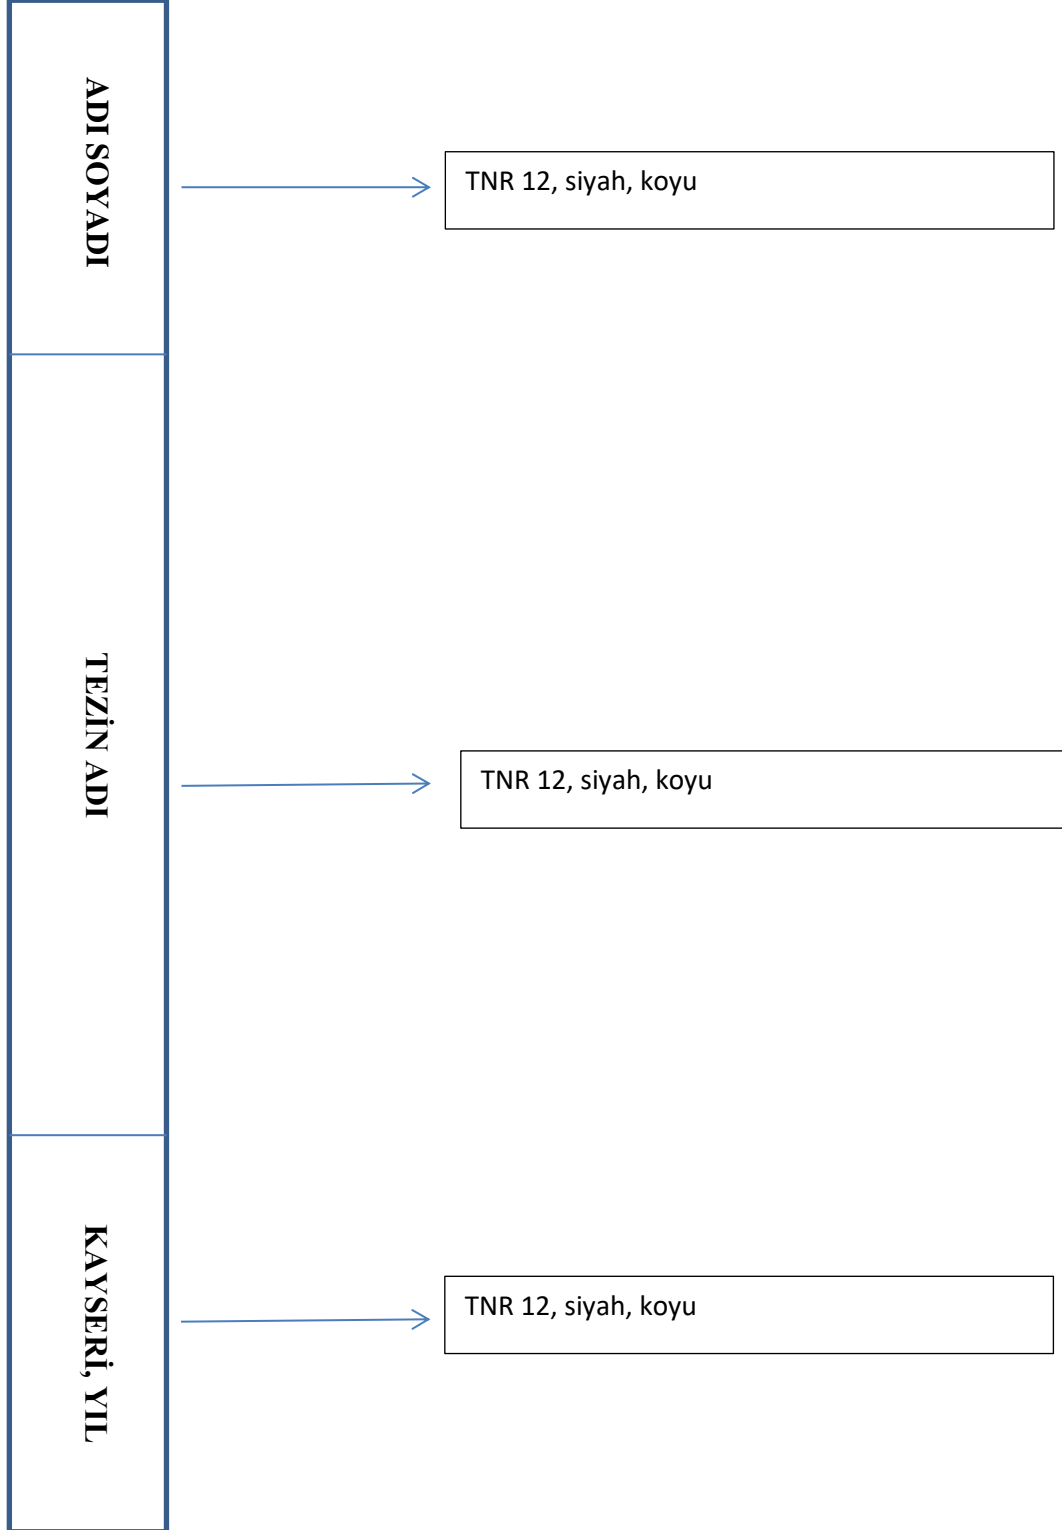 ADI SOYADI
TNR 12, siyah, koyu
TEZİN ADI
TNR 12, siyah, koyu
KAYSERİ, YIL
TNR 12, siyah, koyu